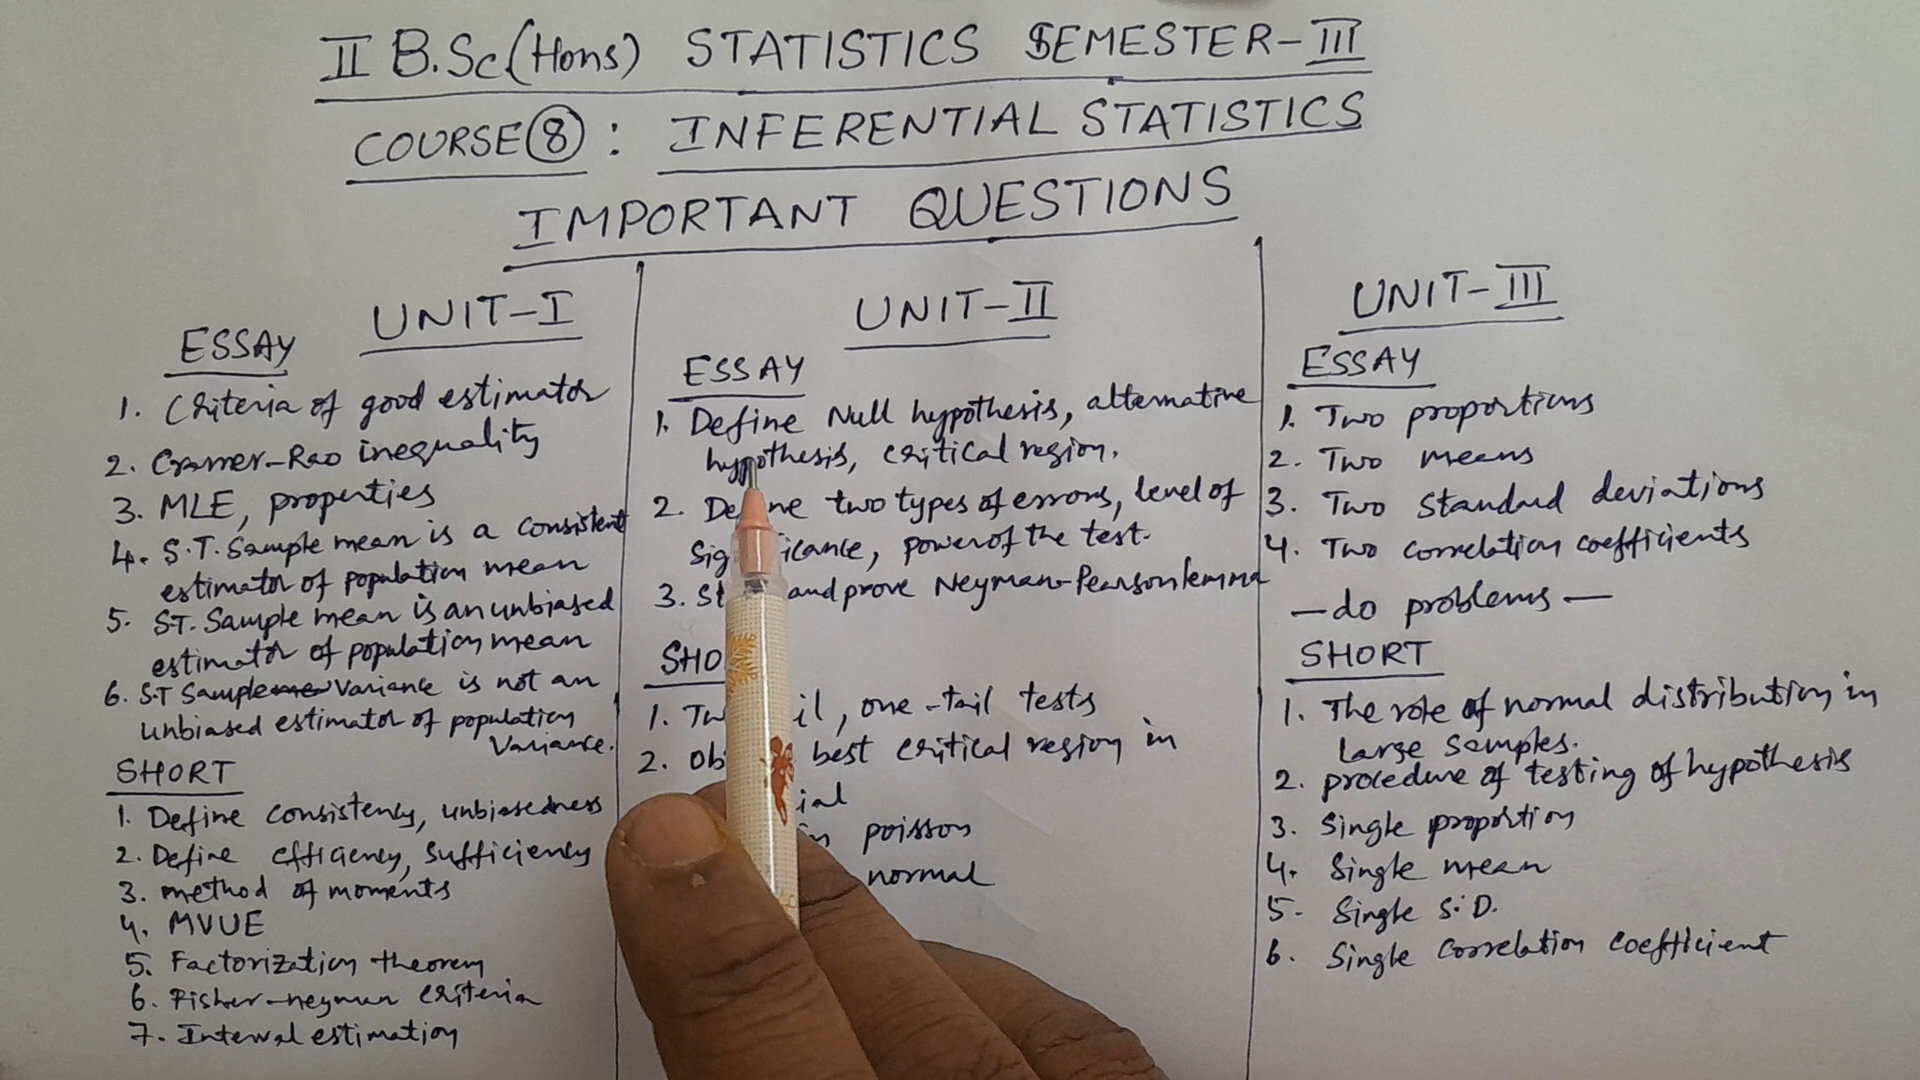 II B.Sc(Hons) STATISTICS SEMESTER-III
COURSE 8 : INFERENTIAL STATISTICS
IMPORTANT QUESTIONS
UNIT-I
ESSAY
1. Criteria of good estimator
2. Cramer-Rao inequality
3. MLE, properties
4. S.T. Sample mean is a consistent
estimator of population mean
5. S.T. Sample mean is an unbiased
estimator of population mean
6. S.T Sample Variance is not an
unbiased estimator of population
Variance.
SHORT
1. Define consistency, unbiasedness
2. Define efficiency, sufficiency
3. method of moments
4. MVUE
5. Factorization theorem
6. Fisher-neyman criteria
7. Interval estimation
UNIT-II
ESSAY
1. Define Null hypothesis, alternative
hypothesis, critical region.
2. two types of errors, level of
power of the test.
3. and prove Neyman-Pearson lemma
1. one-tail tests
2. best critical region in
poisson
normal
UNIT-III
ESSAY
1. Two proportions
2. Two means
3. Two Standard deviations
4. Two correlation coefficients
- do problems -
SHORT
1. The role of normal distribution in
large samples.
2. procedure of testing of hypothesis
3. Single proportion
4. Single mean
5. Single S.D.
6. Single correlation coefficient